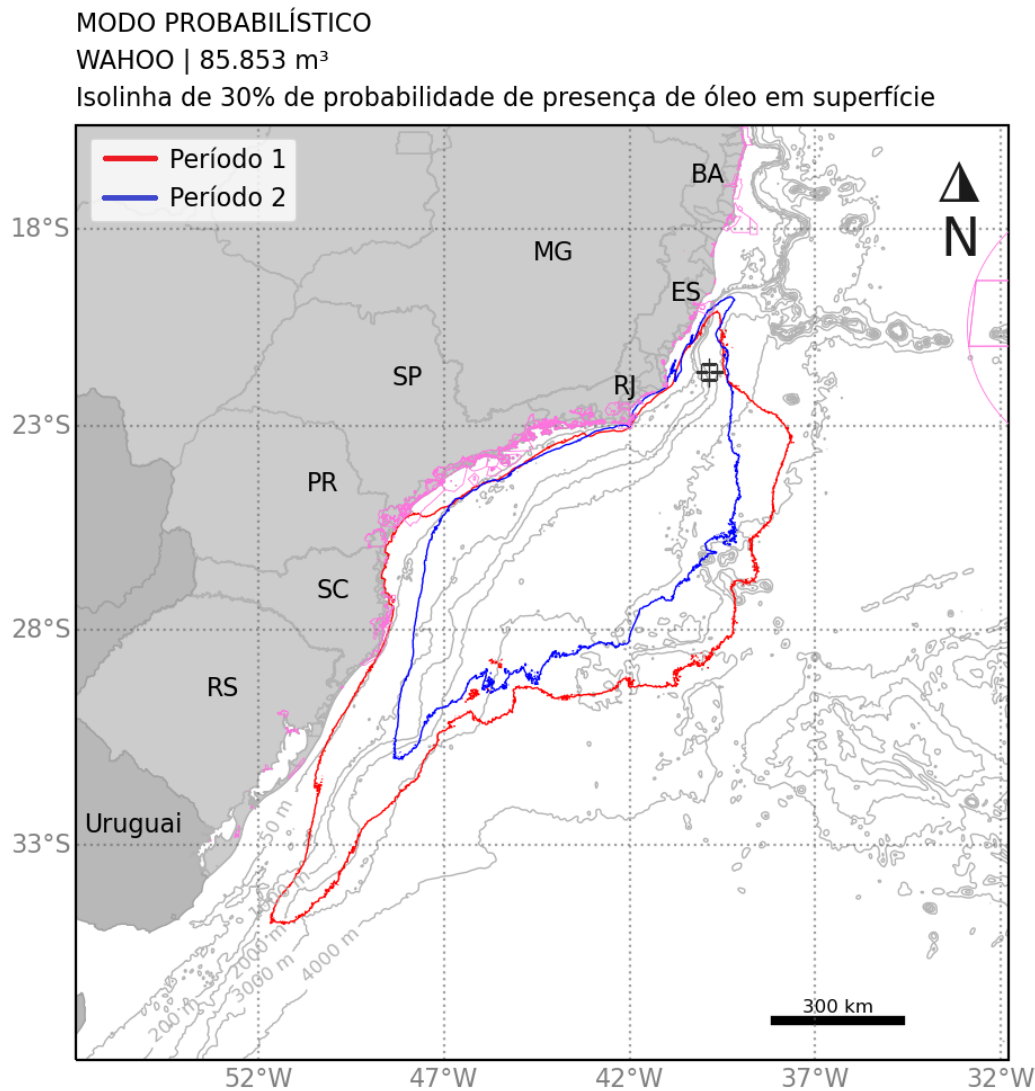 MODO PROBABILÍSTICO
WAHOO | 85.853 m³
Isolinha de 30% de probabilidade de presença de óleo em superfície
Período 1
Período 2
BA
N
18°S
MG
ES
SP
RJ
23°S
PR
SC
28°S
RS
Uruguai
50 m
33°S
2000 m
3000 m
4000 m
200 m
300 km
52°W
47°W
42°W
37°W
32°W